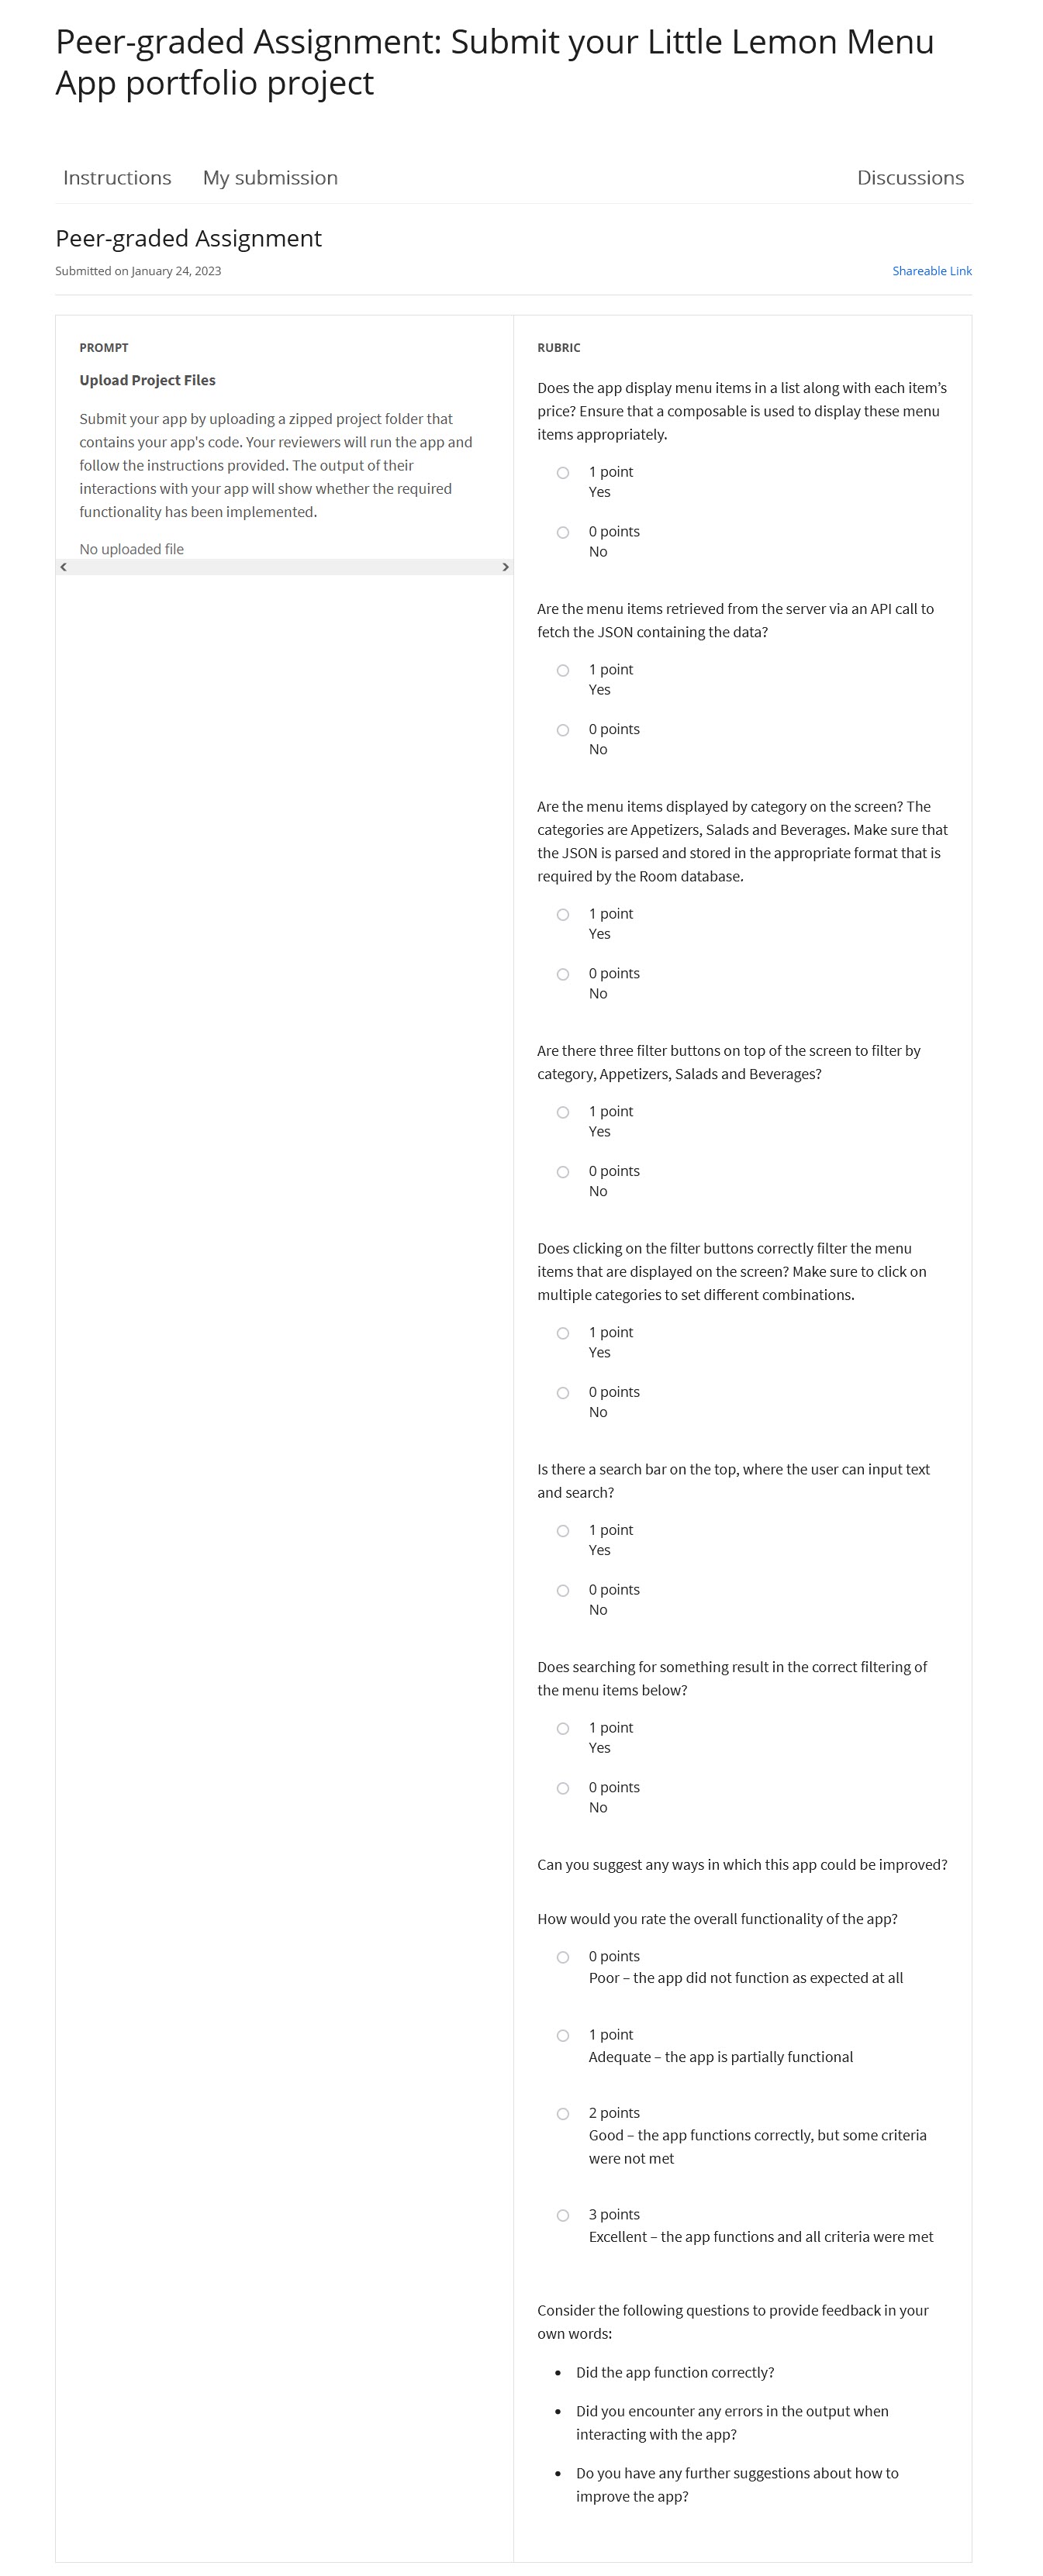 Peer-graded Assignment: Submit your Little Lemon Menu
App portfolio project
Instructions
My submission
Discussions
Peer-graded Assignment
Submitted on January 24, 2023
Shareable Link
PROMPT
Upload Project Files
Submit your app by uploading a zipped project folder that
contains your app's code. Your reviewers will run the app and
follow the instructions provided. The output of their
interactions with your app will show whether the required
functionality has been implemented.
No uploaded file
RUBRIC
Does the app display menu items in a list along with each item’s
price? Ensure that a composable is used to display these menu
items appropriately.
1 point
Yes
0 points
No
Are the menu items retrieved from the server via an API call to
fetch the JSON containing the data?
1 point
Yes
0 points
No
Are the menu items displayed by category on the screen? The
categories are Appetizers, Salads and Beverages. Make sure that
the JSON is parsed and stored in the appropriate format that is
required by the Room database.
1 point
Yes
0 points
No
Are there three filter buttons on top of the screen to filter by
category, Appetizers, Salads and Beverages?
1 point
Yes
0 points
No
Does clicking on the filter buttons correctly filter the menu
items that are displayed on the screen? Make sure to click on
multiple categories to set different combinations.
1 point
Yes
0 points
No
Is there a search bar on the top, where the user can input text
and search?
1 point
Yes
0 points
No
Does searching for something result in the correct filtering of
the menu items below?
1 point
Yes
0 points
No
Can you suggest any ways in which this app could be improved?
How would you rate the overall functionality of the app?
0 points
Poor – the app did not function as expected at all
1 point
Adequate – the app is partially functional
2 points
Good – the app functions correctly, but some criteria
were not met
3 points
Excellent – the app functions and all criteria were met
Consider the following questions to provide feedback in your
own words:
• Did the app function correctly?
• Did you encounter any errors in the output when
interacting with the app?
• Do you have any further suggestions about how to
improve the app?